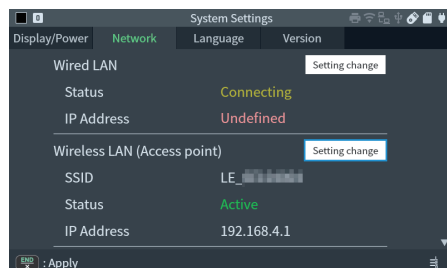 0 System Settings
Display/Power Network Language Version
Wired LAN Setting change
Status Connecting
IP Address Undefined
Wireless LAN (Access point) Setting change
SSID LE_
Status Active
IP Address 192.168.4.1
END × : Apply